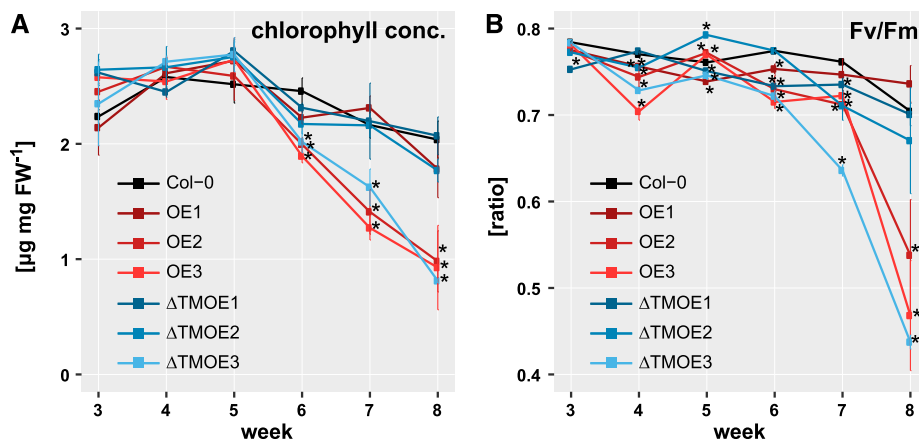 A
chlorophyll conc.
[µg mg FW⁻¹]
3
2
1
0
Col−0
OE1
OE2
OE3
ΔTMOE1
ΔTMOE2
ΔTMOE3
3 4 5 6 7 8
week
B
Fv/Fm
[ratio]
0.8
0.7
0.6
0.5
0.4
Col−0
OE1
OE2
OE3
ΔTMOE1
ΔTMOE2
ΔTMOE3
3 4 5 6 7 8
week